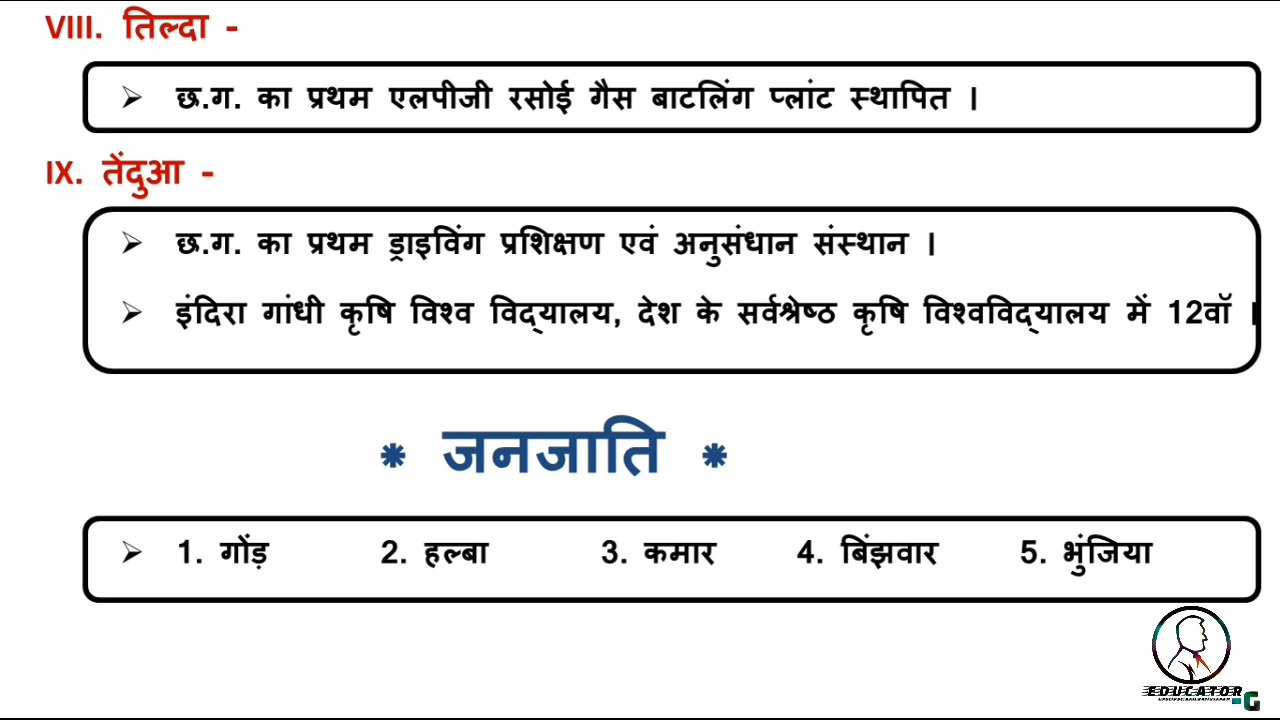 VIII. तिल्दा -
➢ छ.ग. का प्रथम एलपीजी रसोई गैस बाटलिंग प्लांट स्थापित ।
IX. तेंदुआ -
➢ छ.ग. का प्रथम ड्राइविंग प्रशिक्षण एवं अनुसंधान संस्थान ।
➢ इंदिरा गांधी कृषि विश्व विद्यालय, देश के सर्वश्रेष्ठ कृषि विश्वविद्यालय में 12वॉ ।
* जनजाति *
➢ 1. गोंड़ 2. हल्बा 3. कमार 4. बिंझवार 5. भुंजिया
EDUCATOR
-G